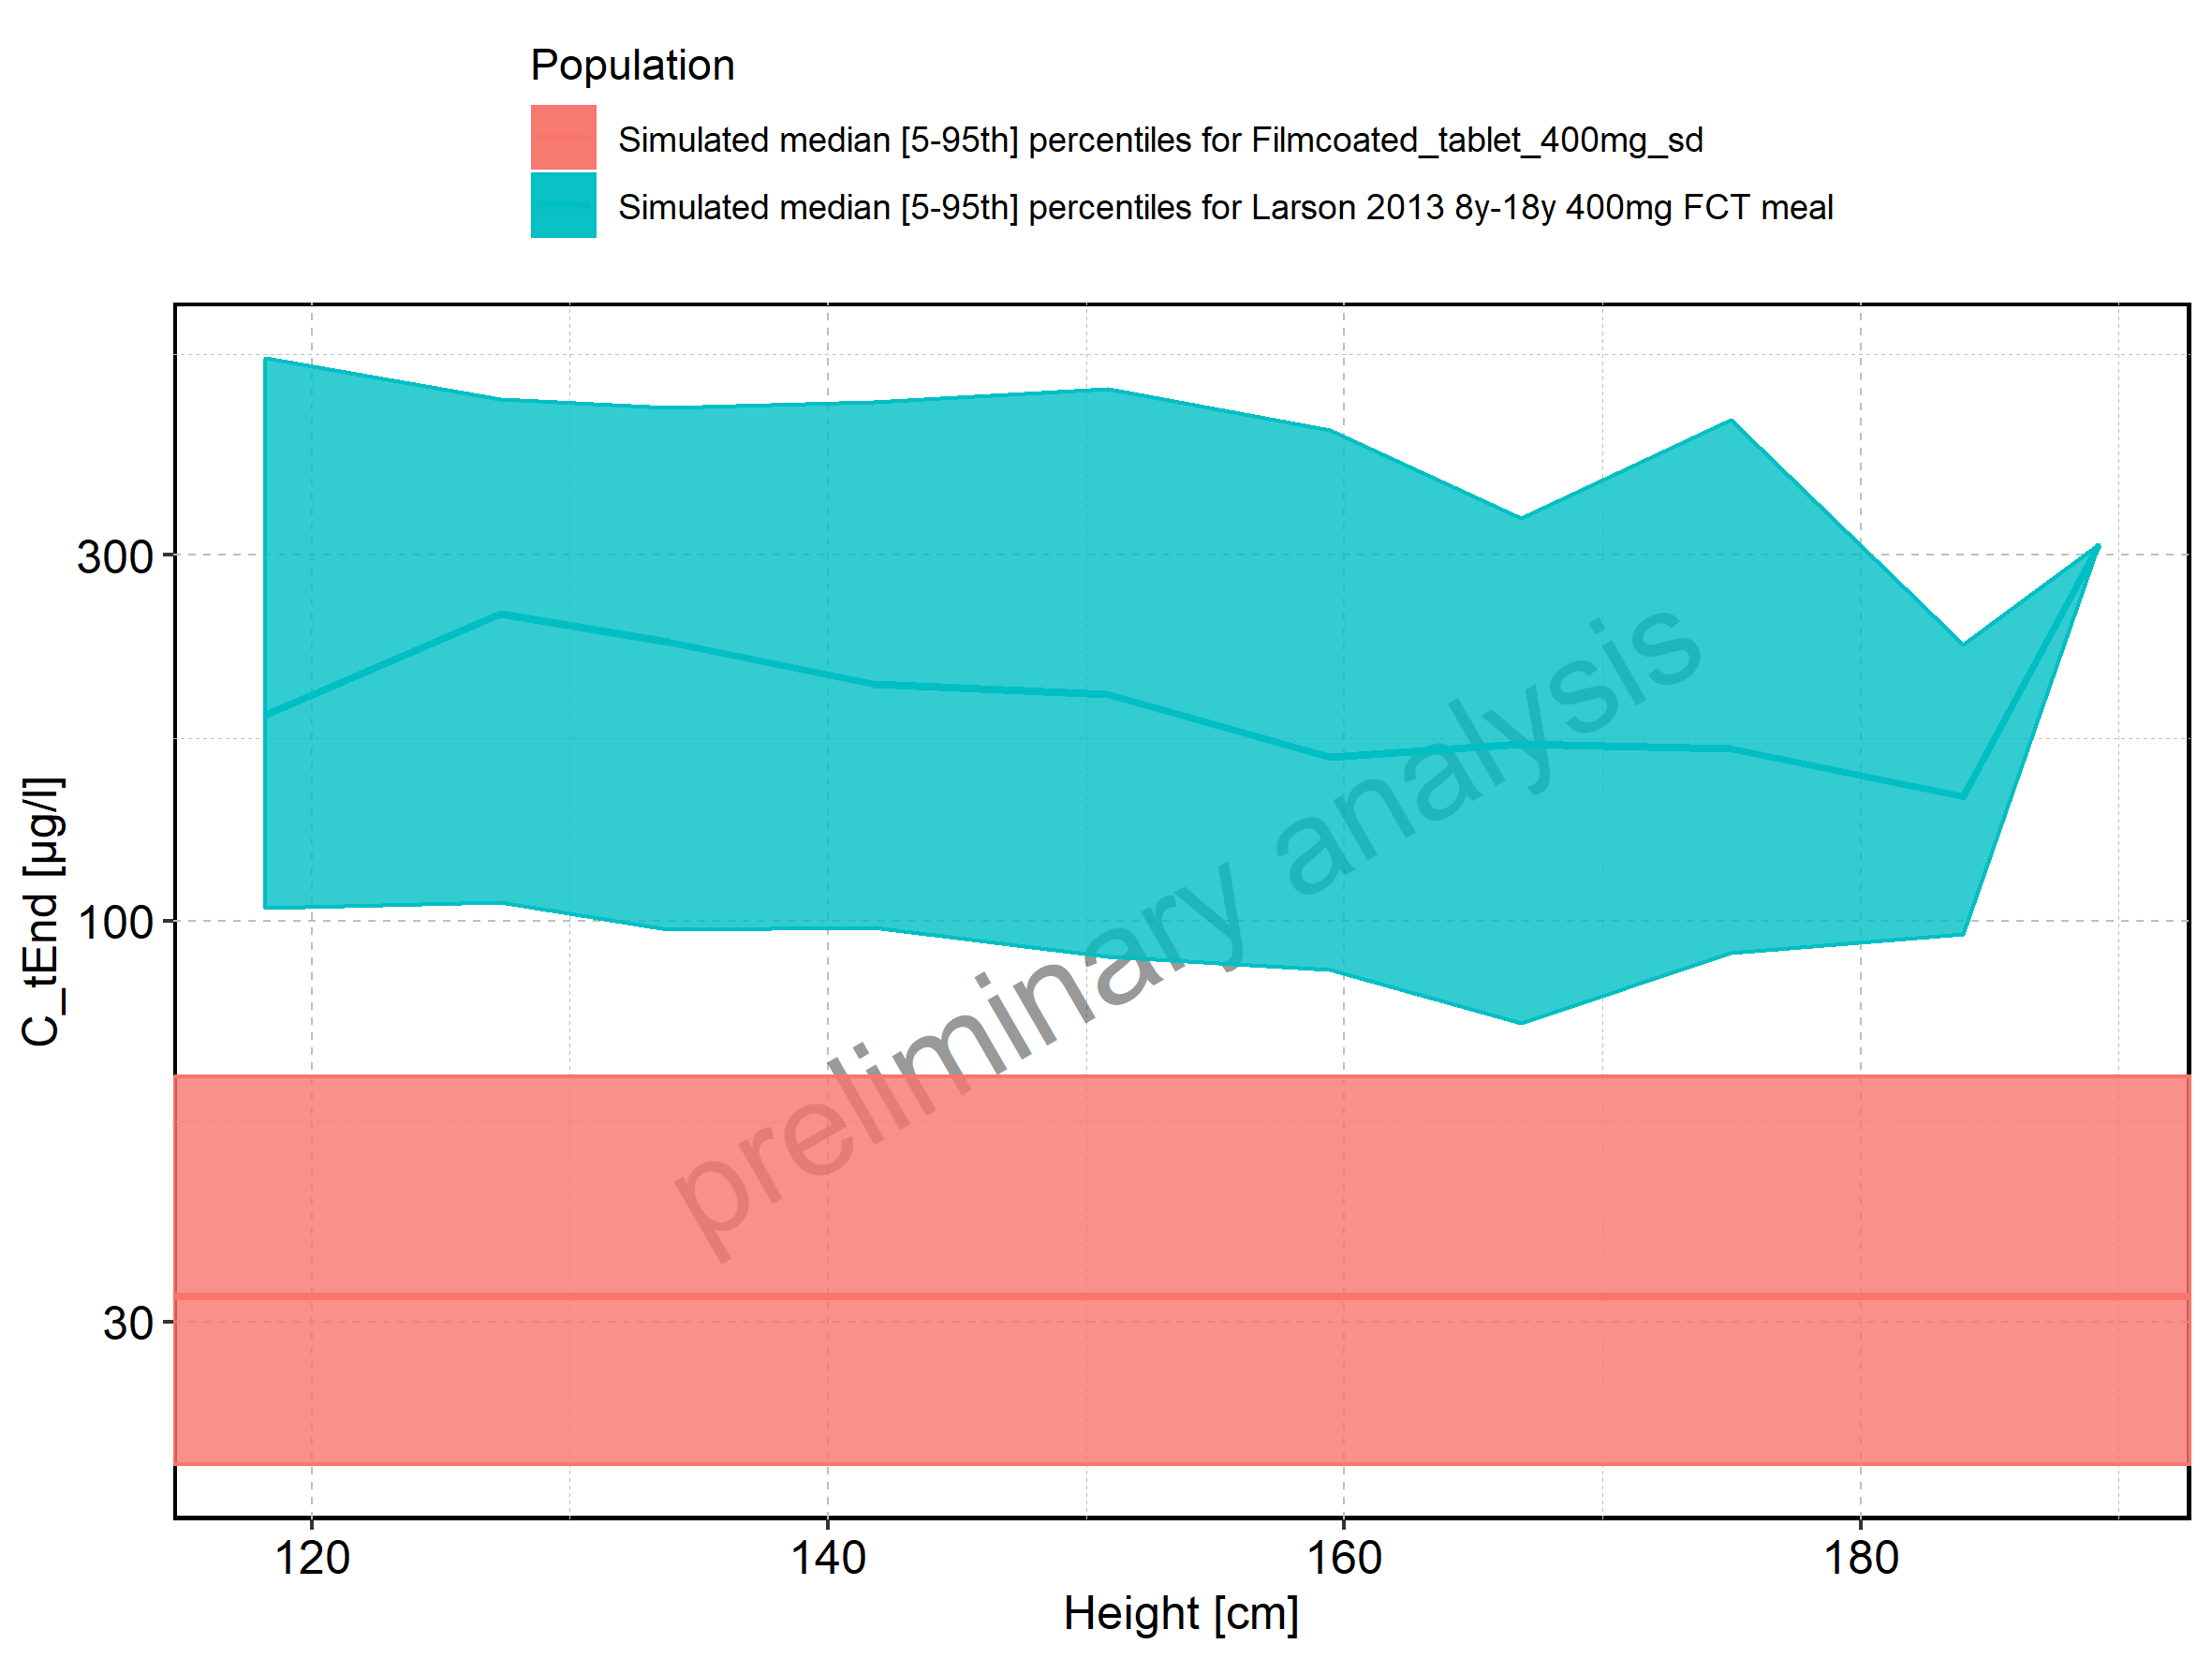 Population
Simulated median [5-95th] percentiles for Filmcoated_tablet_400mg_sd
Simulated median [5-95th] percentiles for Larson 2013 8y-18y 400mg FCT meal
300
100
30
C_tEnd [µg/l]
preliminary analysis
120 140 160 180
Height [cm]